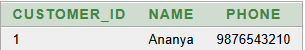 CUSTOMER_ID NAME PHONE
1 Ananya 9876543210